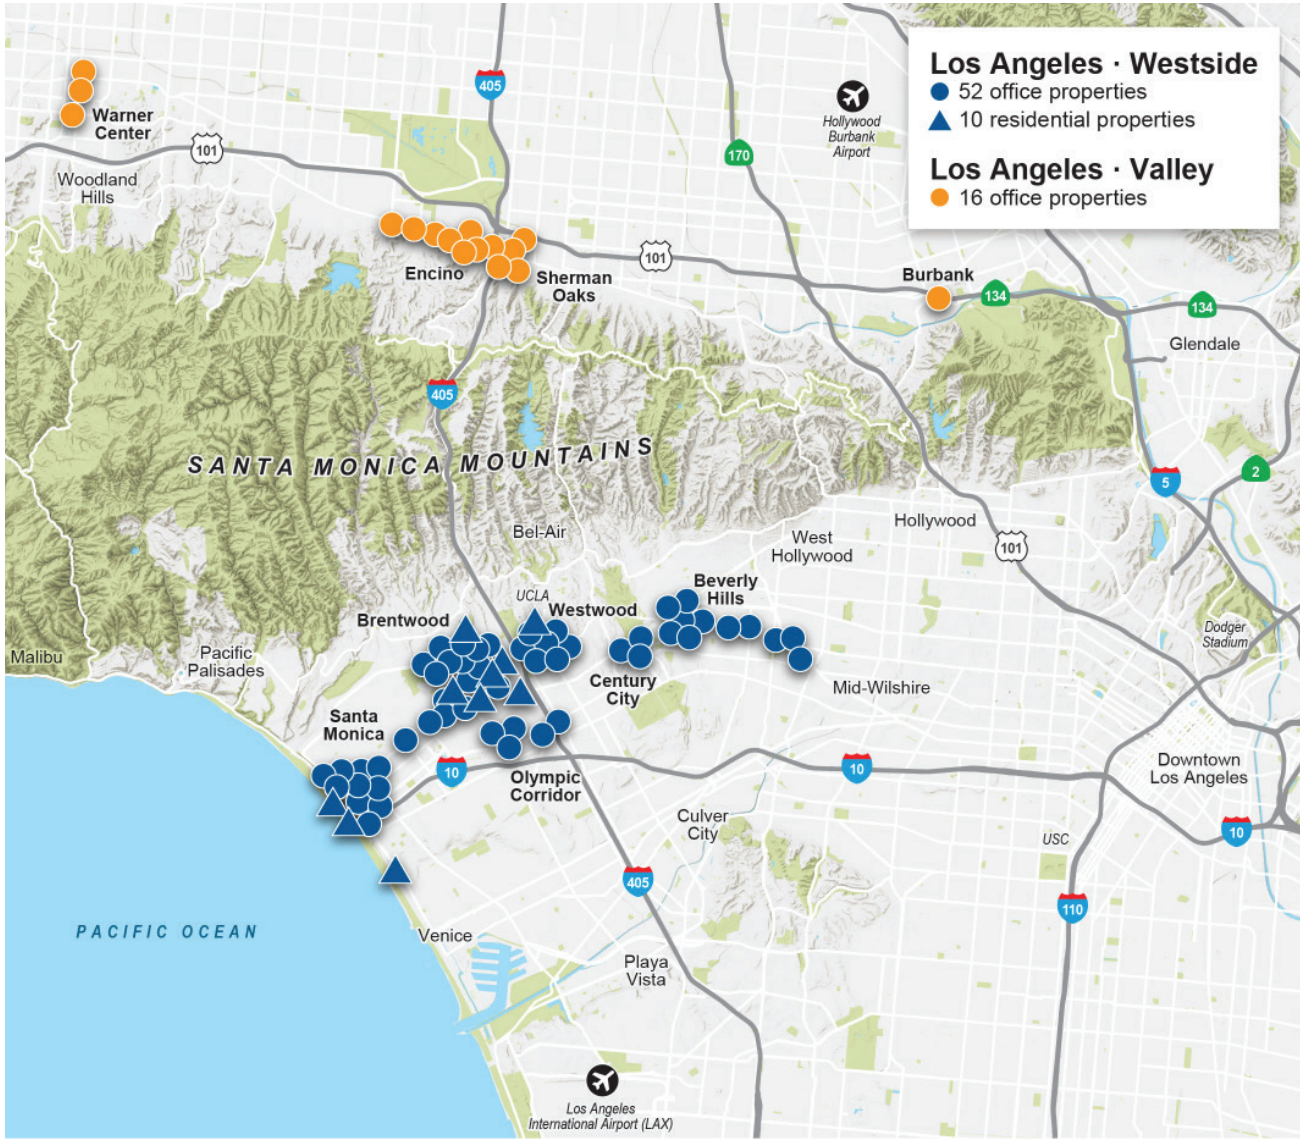 Los Angeles · Westside
52 office properties
10 residential properties
Los Angeles · Valley
16 office properties
405
Hollywood
Burbank
Airport
170
Warner
Center
101
Woodland
Hills
Encino
Sherman
Oaks
101
Burbank
134
134
Glendale
405
SANTA MONICA MOUNTAINS
5
2
Bel-Air
West
Hollywood
Hollywood
101
UCLA
Westwood
Beverly
Hills
Brentwood
Dodger
Stadium
Malibu
Pacific
Palisades
Century
City
Mid-Wilshire
Santa
Monica
10
Olympic
Corridor
10
Downtown
Los Angeles
Culver
City
USC
10
405
110
PACIFIC OCEAN
Venice
Playa
Vista
Los Angeles
International Airport (LAX)